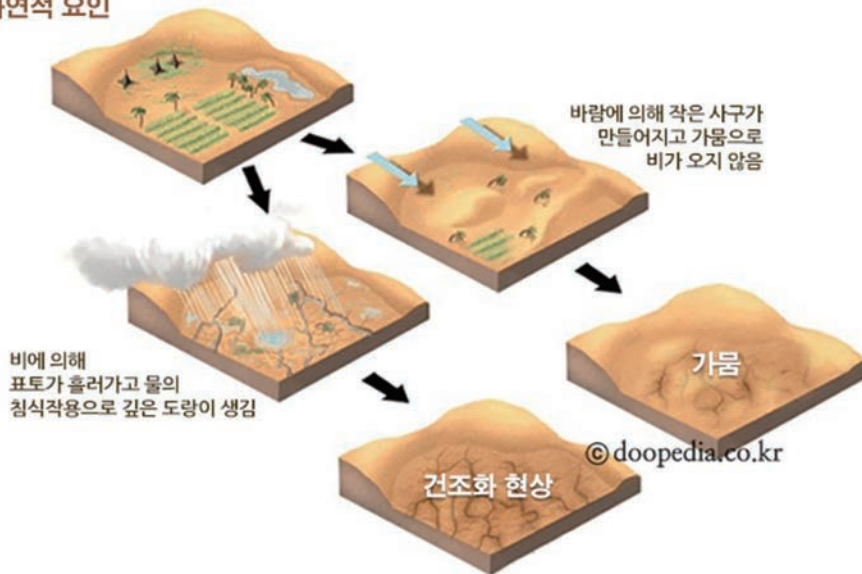 연적 요인
바람에 의해 작은 사구가
만들어지고 가뭄으로
비가 오지 않음
비에 의해
표토가 흘러가고 물의
침식작용으로 깊은 도랑이 생김
가뭄
ⓒ doopedia.co.kr
건조화 현상